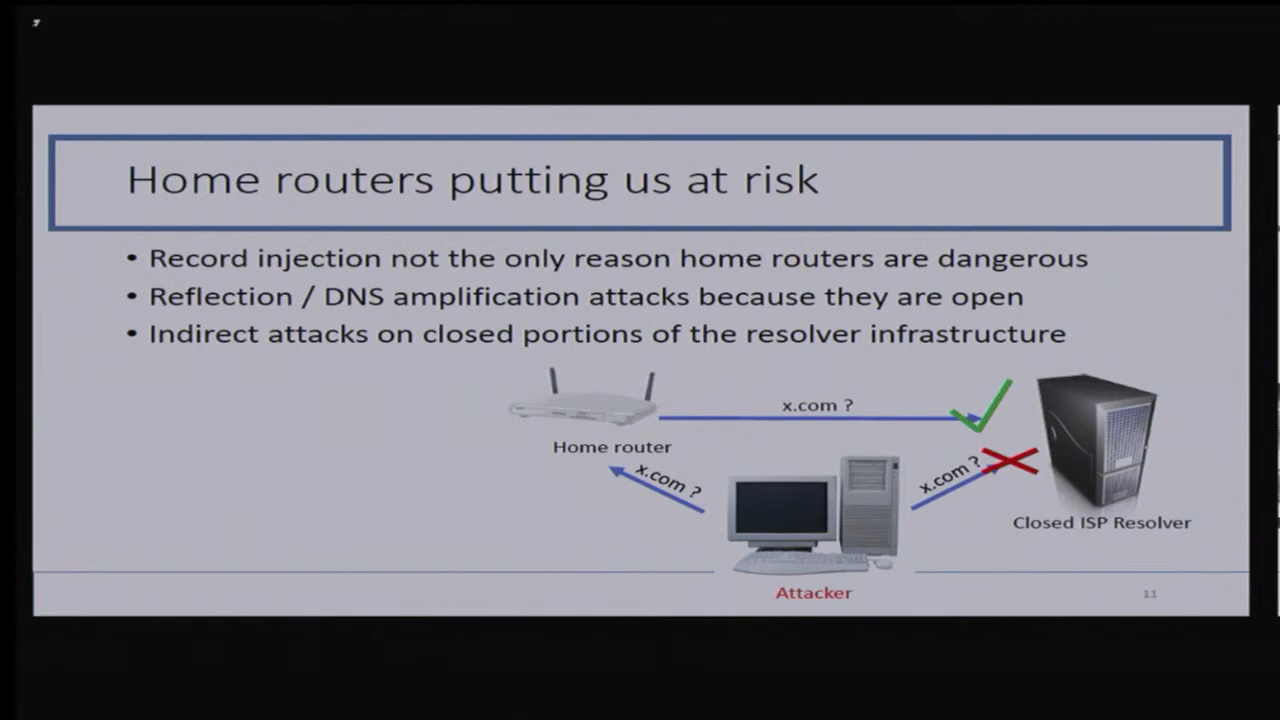 Home routers putting us at risk
• Record injection not the only reason home routers are dangerous
• Reflection / DNS amplification attacks because they are open
• Indirect attacks on closed portions of the resolver infrastructure
x.com ?
Home router
x.com ?
x.com ?
Closed ISP Resolver
Attacker
11